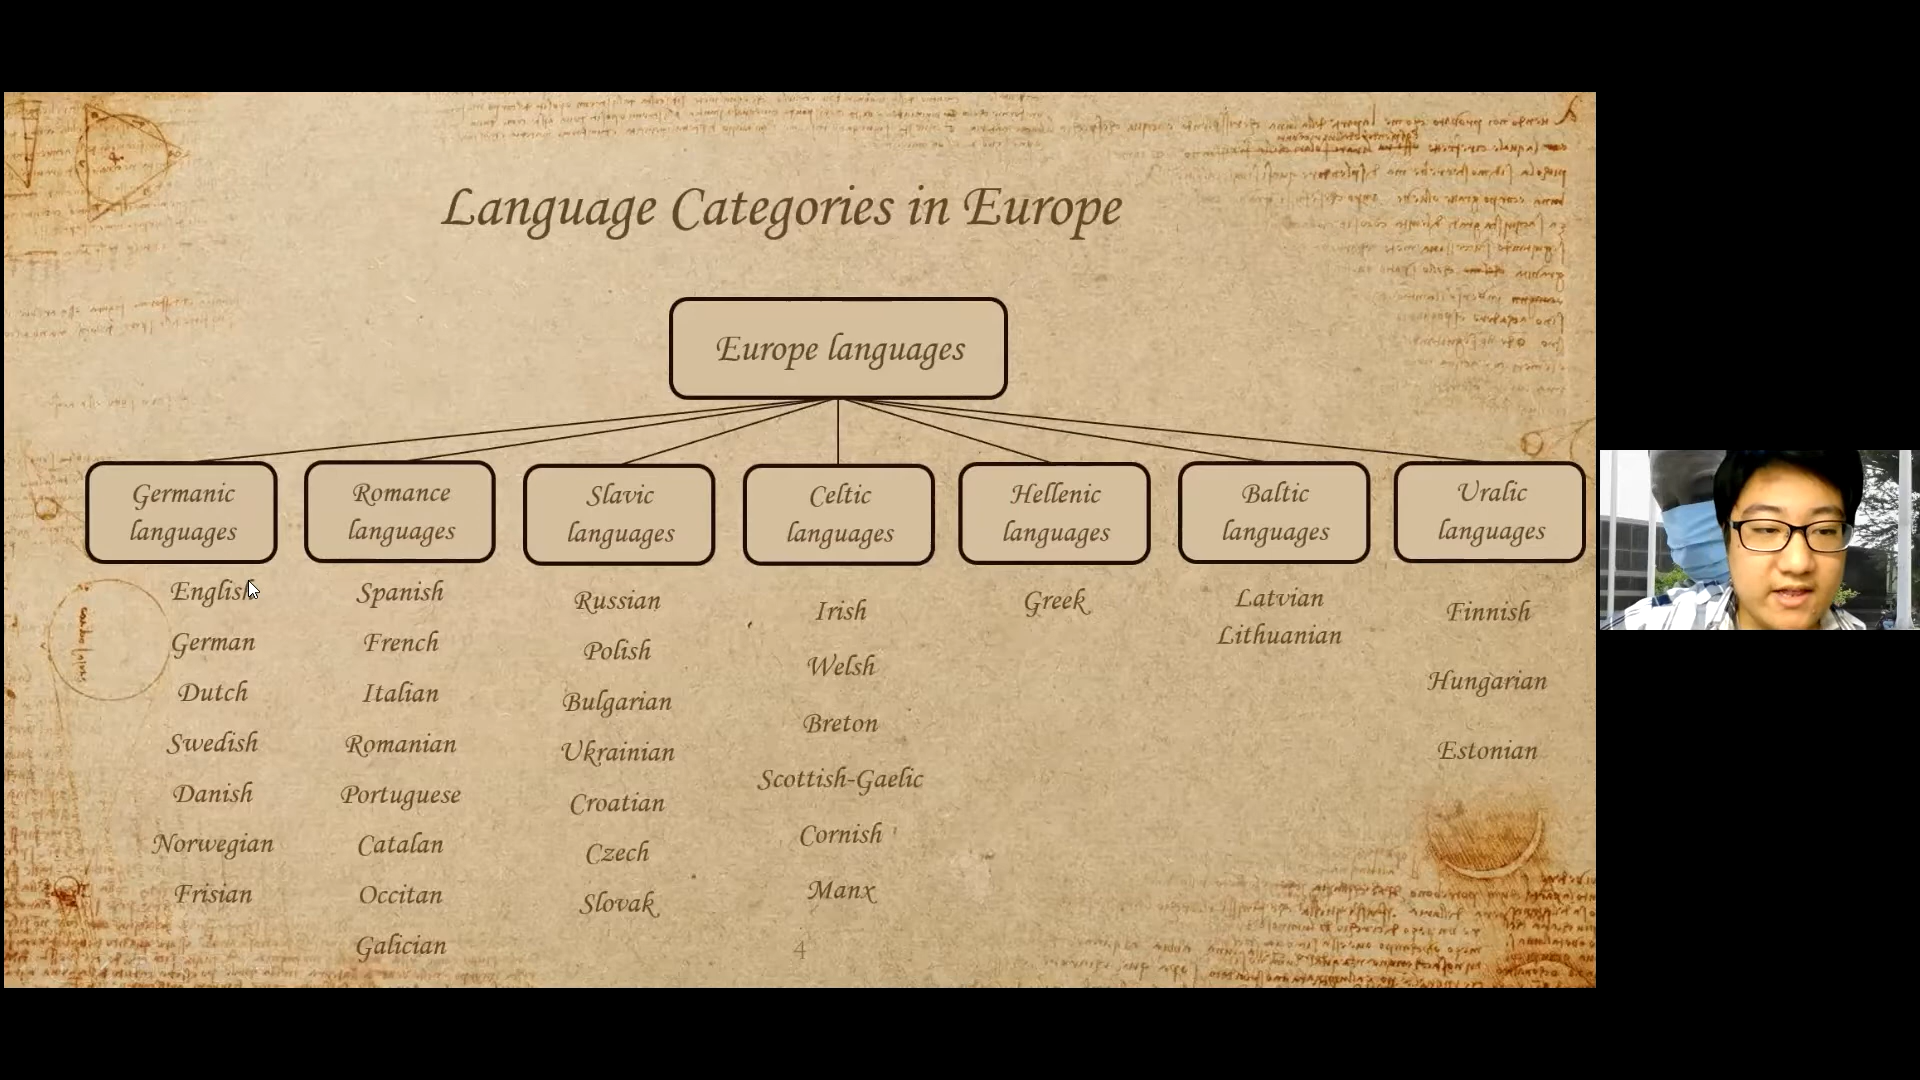 Language Categories in Europe
Europe languages
Germanic
languages
English
German
Dutch
Swedish
Danish
Norwegian
Frisian
Romance
languages
Spanish
French
Italian
Romanian
Portuguese
Catalan
Occitan
Galician
Slavic
languages
Russian
Polish
Bulgarian
Ukrainian
Croatian
Czech
Slovak
Celtic
languages
Irish
Welsh
Breton
Scottish-Gaelic
Cornish
Manx
Hellenic
languages
Greek
Baltic
languages
Latvian
Lithuanian
Uralic
languages
Finnish
Hungarian
Estonian
4